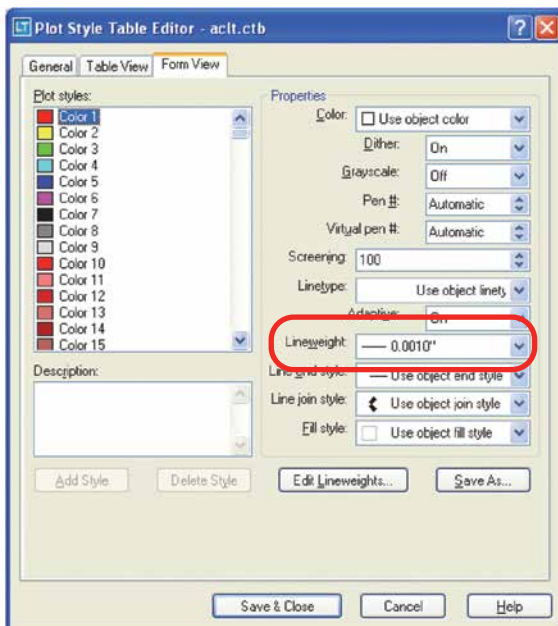 LT Plot Style Table Editor - aclt.ctb
General Table View Form View
Plot styles:
Color 1
Color 2
Color 3
Color 4
Color 5
Color 6
Color 7
Color 8
Color 9
Color 10
Color 11
Color 12
Color 13
Color 14
Color 15
Description:
Add Style Delete Style
Properties
Color: Use object color
Dither: On
Grayscale: Off
Pen #: Automatic
Virtual pen #: Automatic
Screening: 100
Linetype: Use object linety
Adaptive: On
Lineweight: 0.0010"
Line end style: Use object end style
Line join style: Use object join style
Fill style: Use object fill style
Edit Lineweights... Save As...
Save & Close Cancel Help